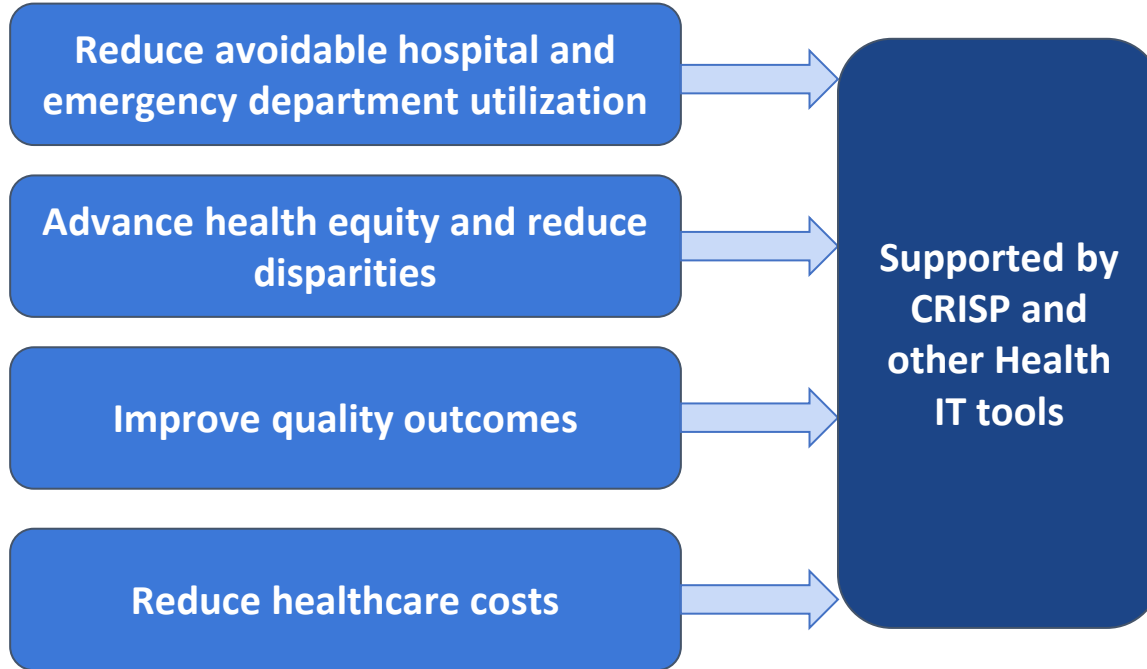 Reduce avoidable hospital and
emergency department utilization
Advance health equity and reduce
disparities
Improve quality outcomes
Reduce healthcare costs
Supported by
CRISP and
other Health
IT tools